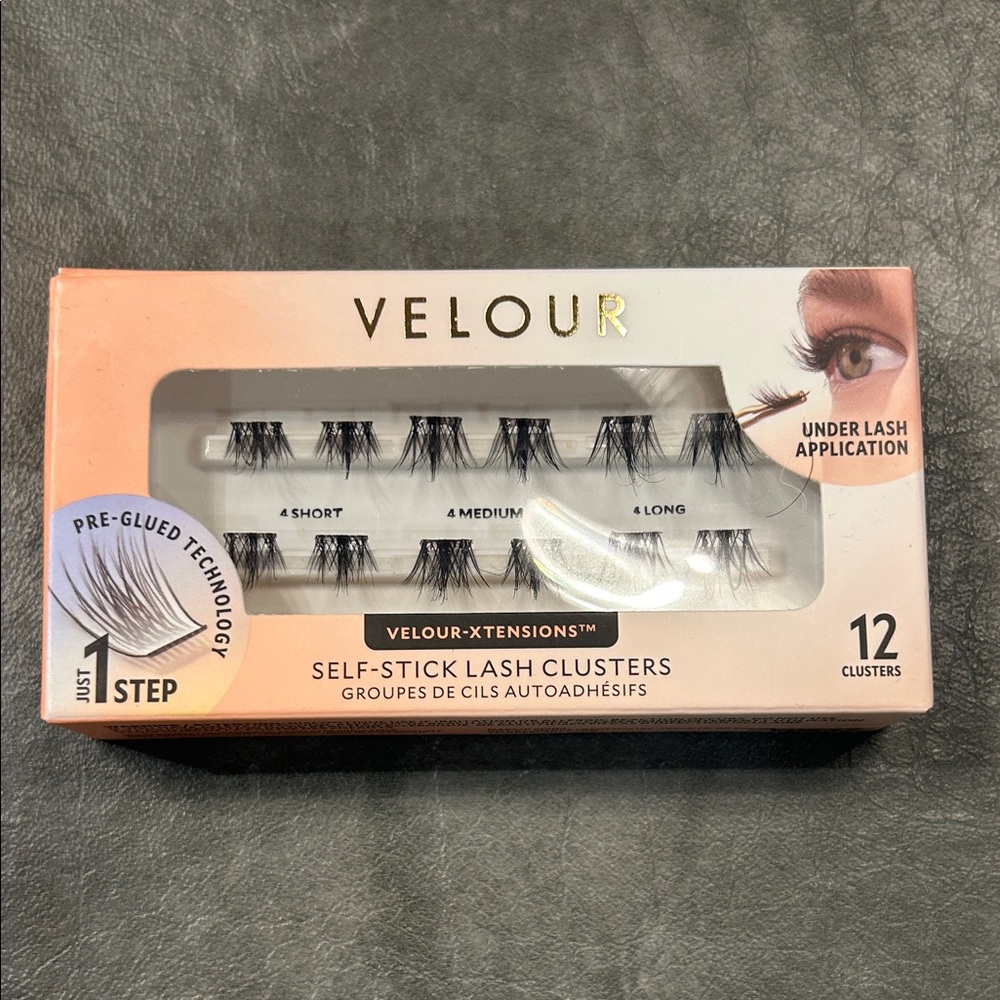 VELOUR
UNDER LASH
APPLICATION
4 SHORT
4 MEDIUM
4 LONG
PRE-GLUED TECHNOLOGY
JUST 1 STEP
VELOUR-XTENSIONS™
SELF-STICK LASH CLUSTERS
GROUPES DE CILS AUTOADHÉSIFS
12
CLUSTERS